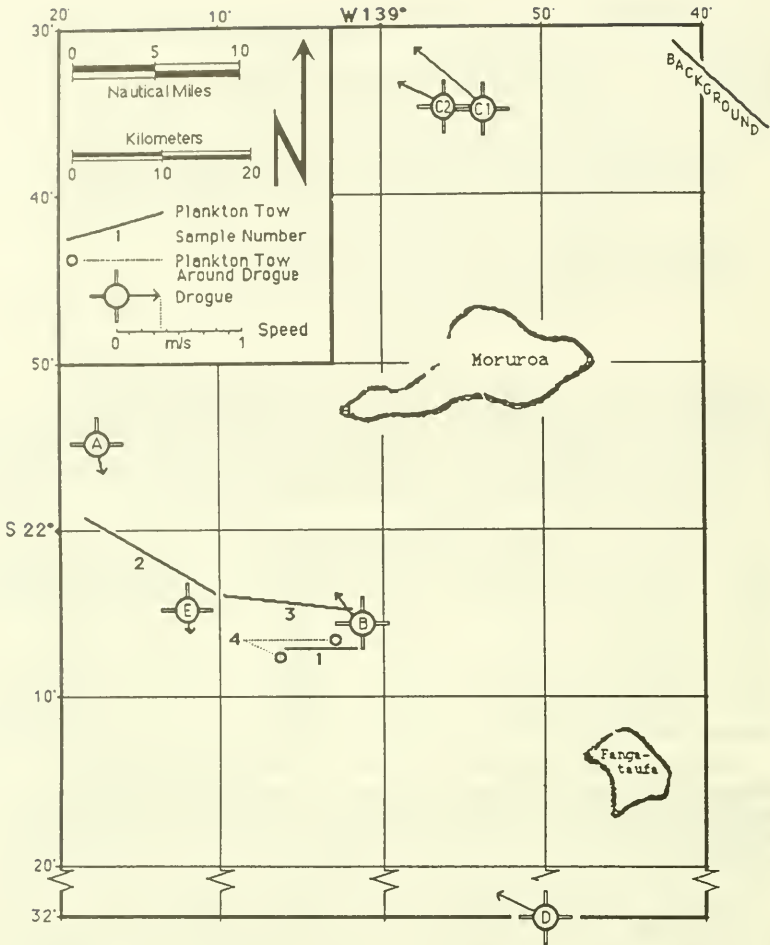 20'
10'
W 139°
50'
40'
30'
0 5 10
Nautical Miles
Kilometers
0 10 20
N
Plankton Tow
1 Sample Number
Plankton Tow
Around Drogue
Drogue
0 m/s 1 Speed
C2 C1
BACKGROUND
40'
50'
Moruroa
A
S 22°
2
E
3
B
4
1
10'
Fanga-
taufa
20'
32'
D